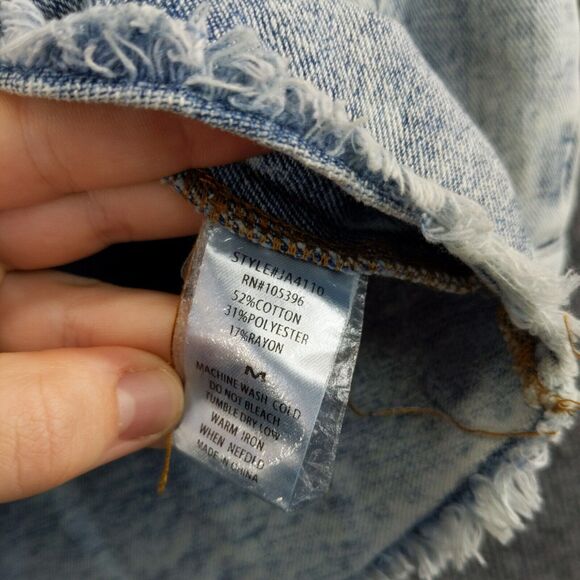 STYLE#JA4110
RN#105396
52%COTTON
31%POLYESTER
17%RAYON
M
MACHINE WASH COLD
DO NOT BLEACH
TUMBLE DRY LOW
WARM IRON
WHEN NEEDED
MADE IN CHINA